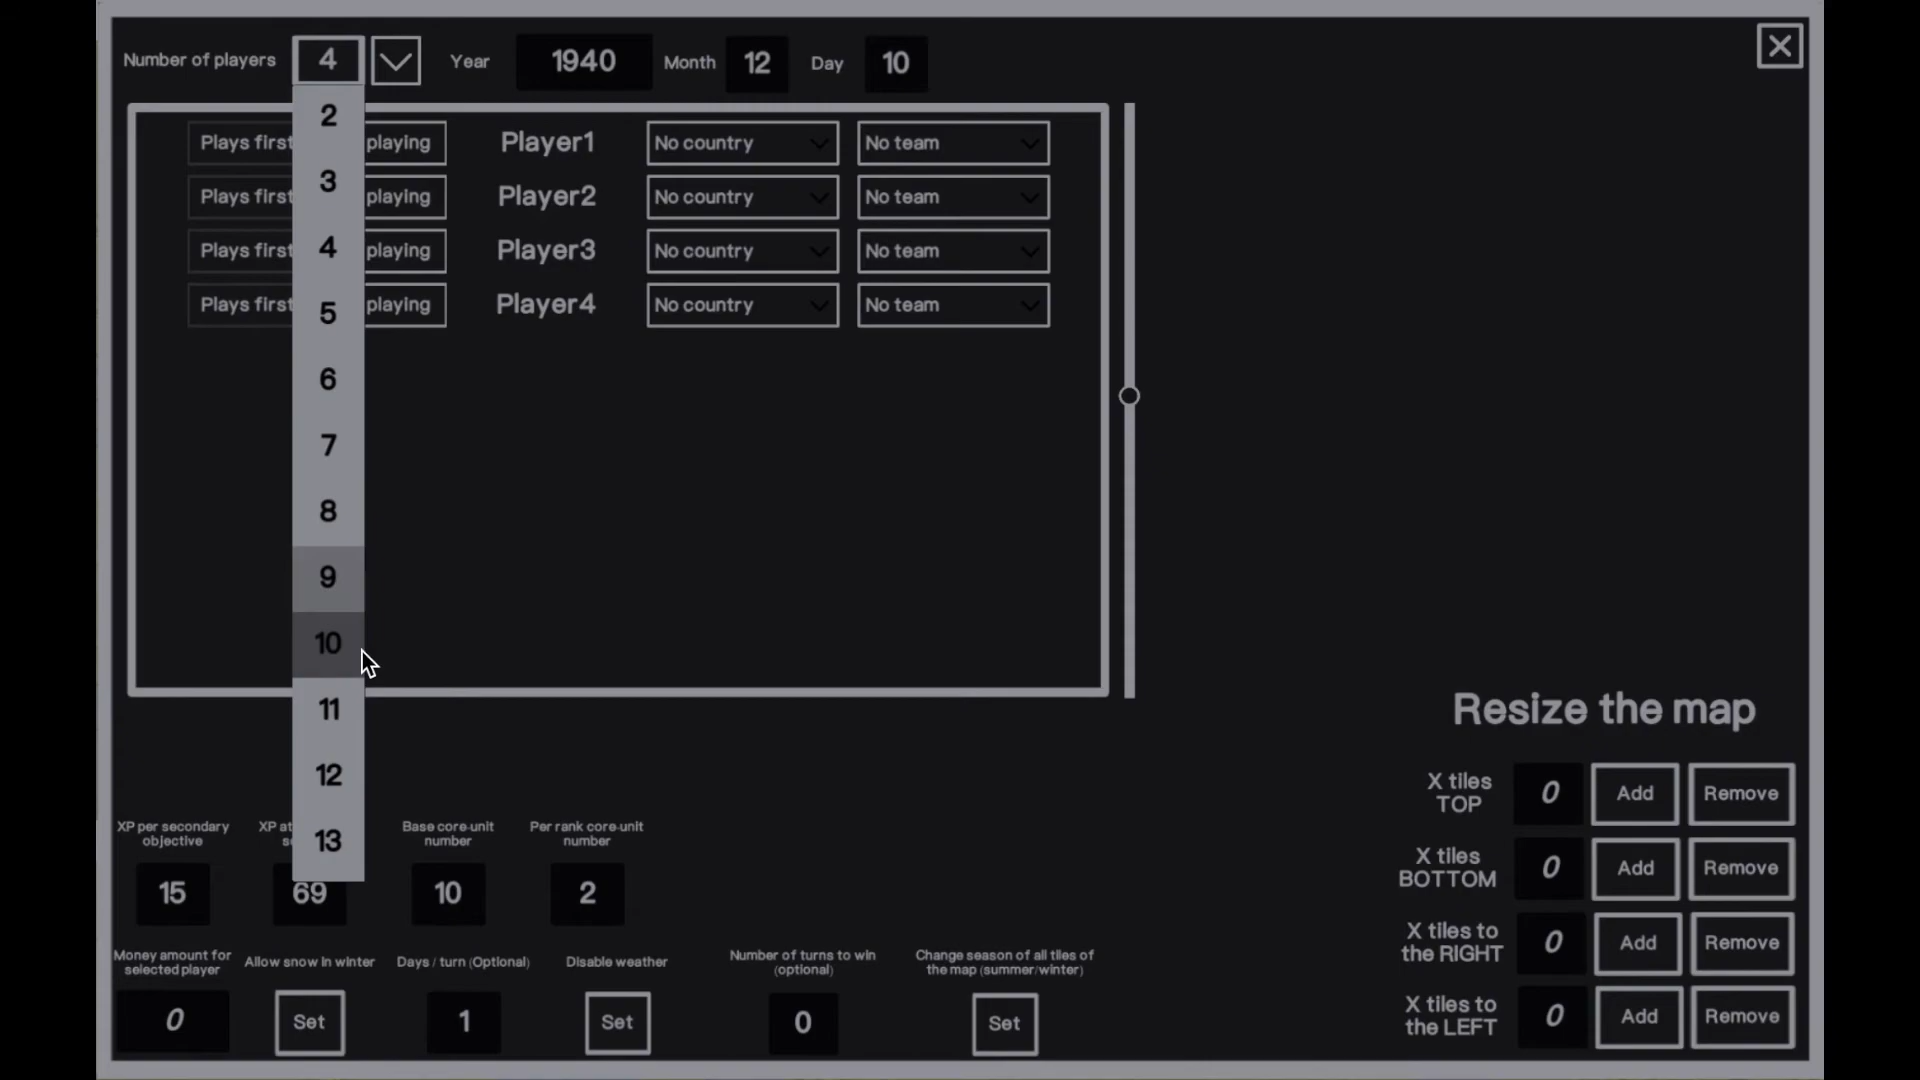 Number of players 4 Year 1940 Month 12 Day 10
2
3
4
5
6
7
8
9
10
11
12
13
Plays first playing Player1 No country No team
Plays first playing Player2 No country No team
Plays first playing Player3 No country No team
Plays first playing Player4 No country No team
Resize the map
X tiles
TOP
0 Add Remove
X tiles
BOTTOM
0 Add Remove
X tiles to
the RIGHT
0 Add Remove
X tiles to
the LEFT
0 Add Remove
XP per secondary
objective
15
XP
69
Base core-unit
number
10
Per rank core-unit
number
2
Money amount for
selected player
0
Allow snow in winter
Set
Days / turn (Optional)
1
Disable weather
Set
Number of turns to win
(optional)
0
Change season of all tiles of
the map (summer/winter)
Set